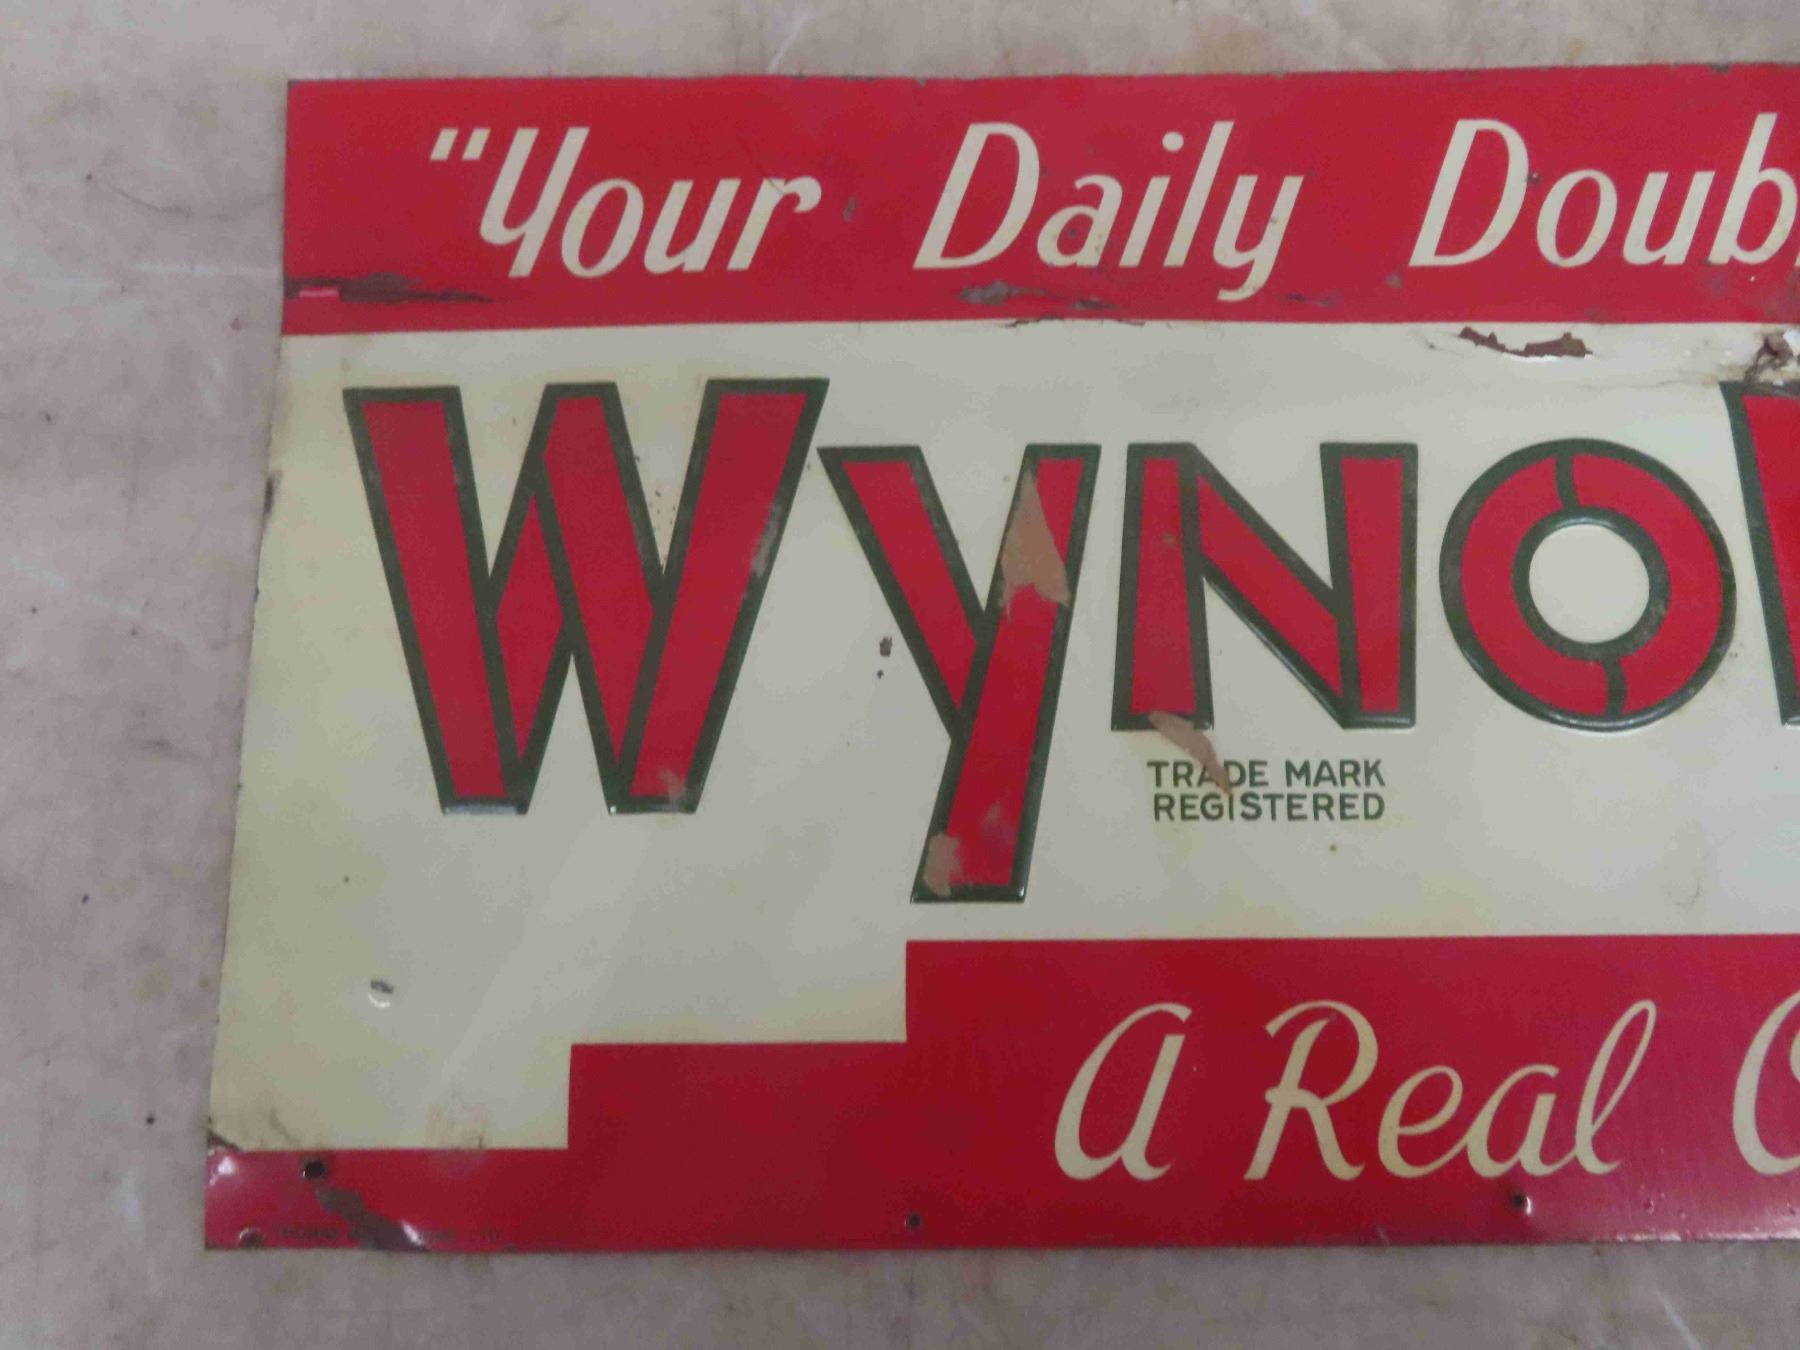 "Your Daily Doub
WYNO
TRADE MARK
REGISTERED
A Real